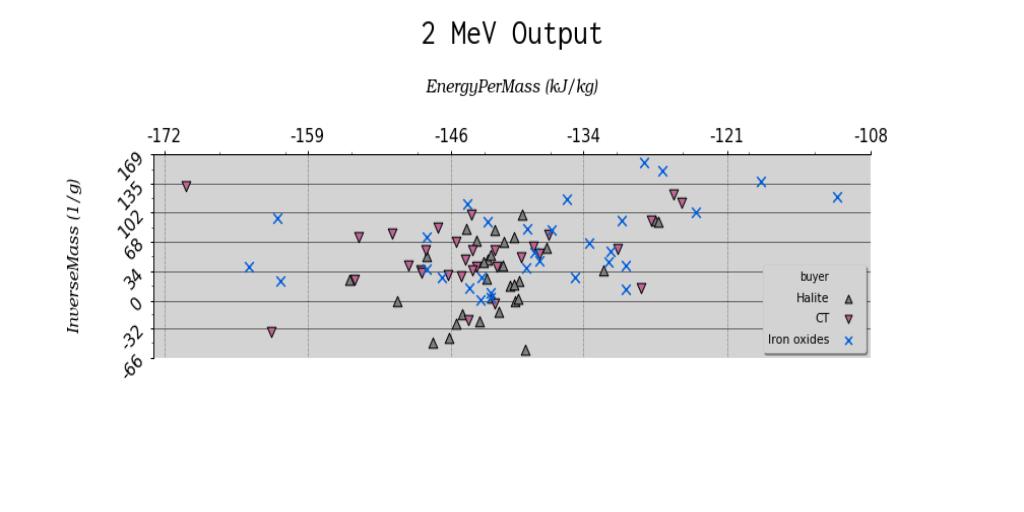 2 MeV Output
EnergyPerMass (kJ/kg)
-172 -159 -146 -134 -121 -108
InverseMass (1/g)
169
135
102
68
34
0
-32
-66
buyer
Halite
CT
Iron oxides